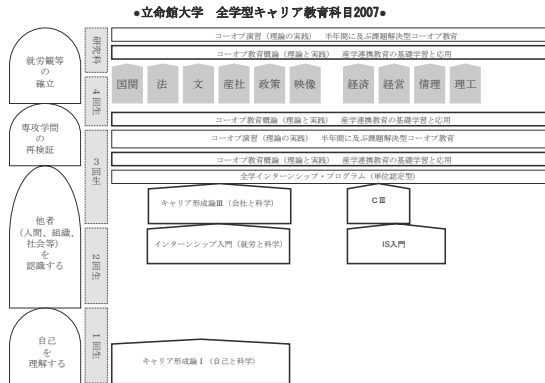 ●立命館大学　全学型キャリア教育科目2007●
就労観等
の
確立
専攻学問
の
再検証
他者
（人間、組織、
社会等）
を
認識する
自己
を
理解する
研究科
4回生
3回生
2回生
1回生
コーオプ演習（理論の実践）　半年間に及ぶ課題解決型コーオプ教育
コーオプ教育概論（理論と実践）　産学連携教育の基礎学習と応用
国関
法
文
産社
政策
映像
経済
経営
情理
理工
コーオプ教育概論（理論と実践）　産学連携教育の基礎学習と応用
コーオプ演習（理論の実践）　半年間に及ぶ課題解決型コーオプ教育
コーオプ教育概論（理論と実践）　産学連携教育の基礎学習と応用
全学インターンシップ・プログラム（単位認定型）
キャリア形成論Ⅲ（会社と科学）
CⅢ
インターンシップ入門（就労と科学）
IS入門
キャリア形成論Ⅰ（自己と科学）